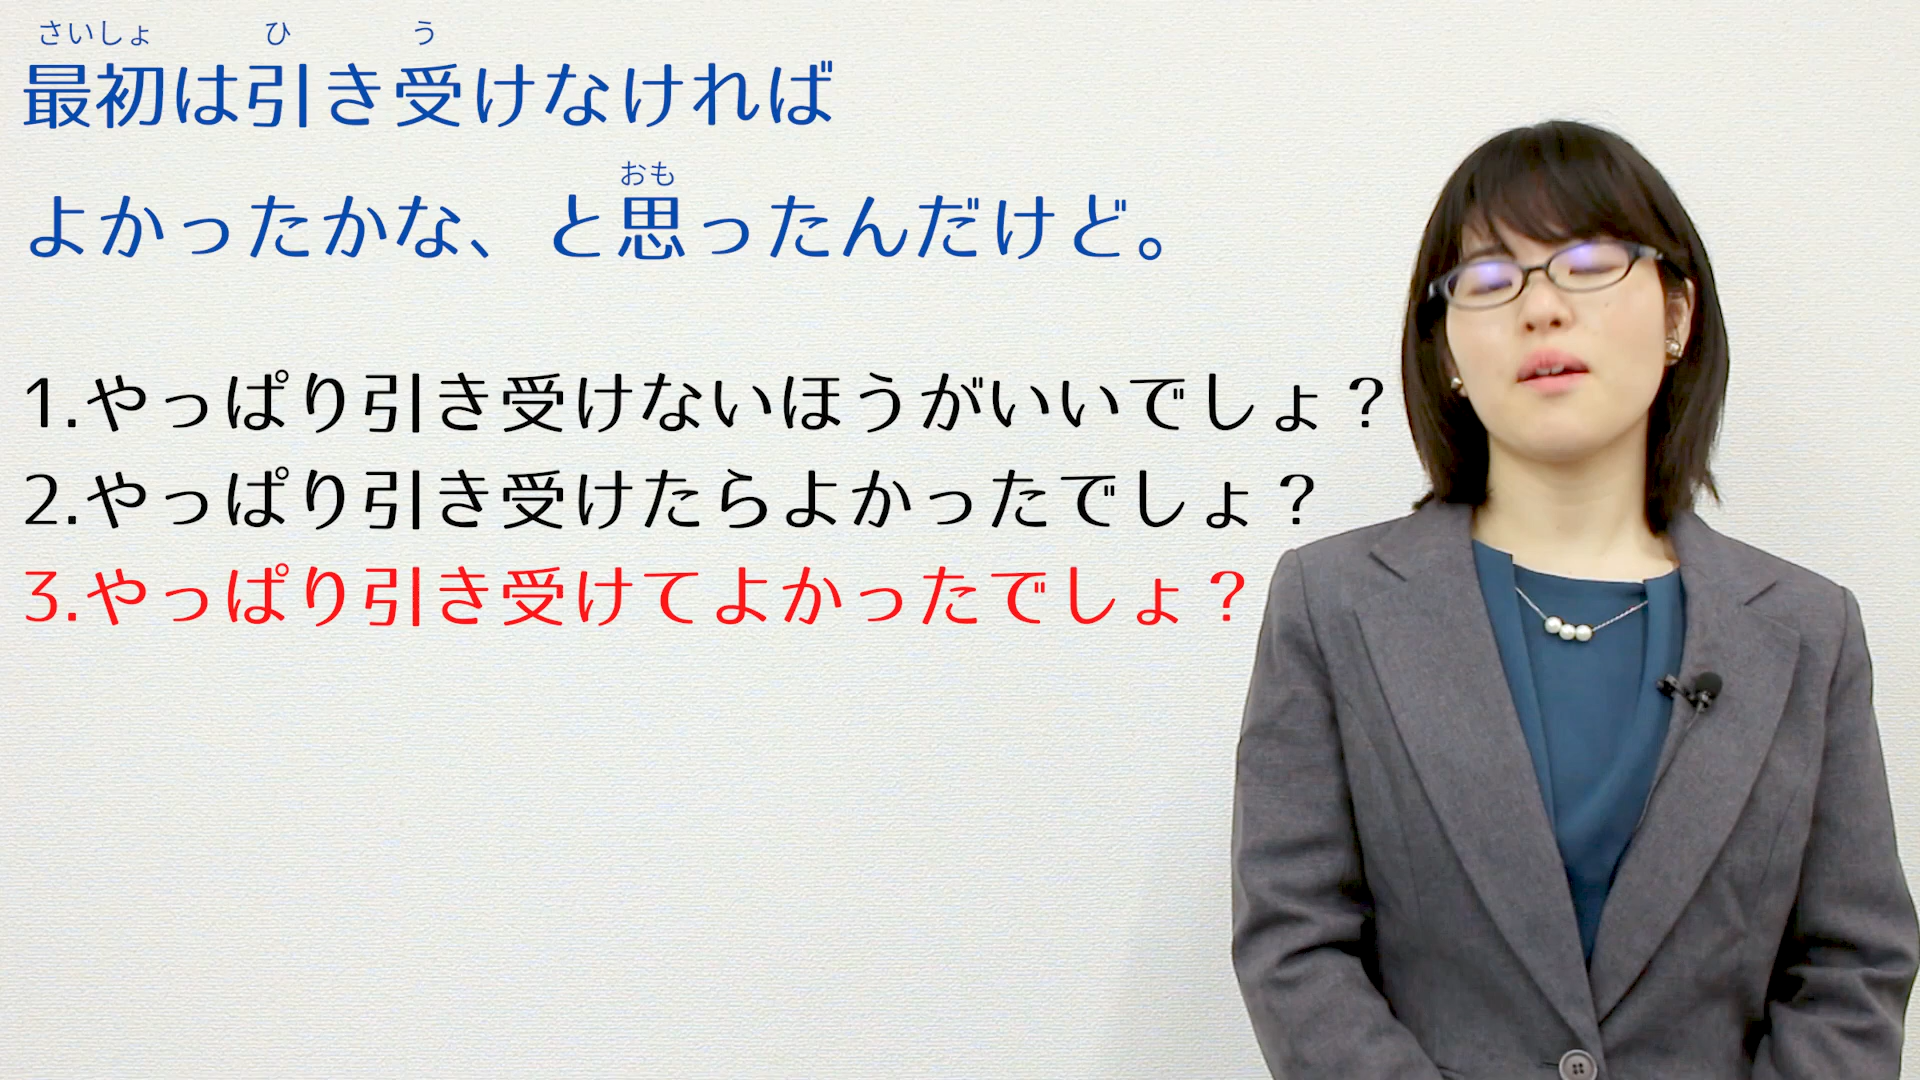 さいしょ ひ う
最初は引き受けなければ
おも
よかったかな、と思ったんだけど。
1.やっぱり引き受けないほうがいいでしょ？
2.やっぱり引き受けたらよかったでしょ？
3.やっぱり引き受けてよかったでしょ？